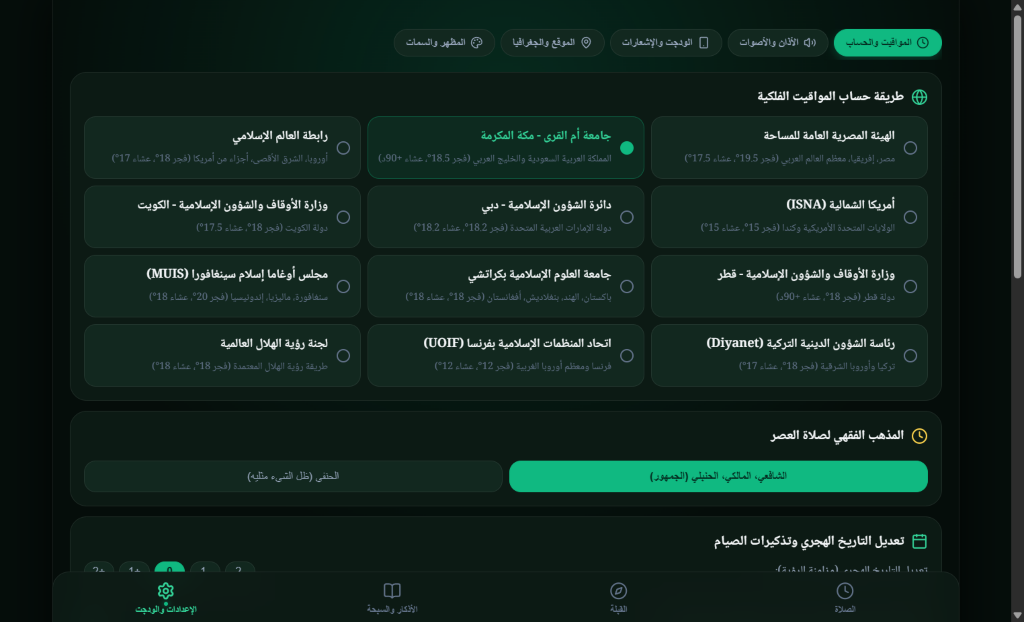 المواقيت والحساب
الأذان والأصوات
الودجت والإشعارات
الموقع والجغرافيا
المظهر والسمات
طريقة حساب المواقيت الفلكية
الهيئة المصرية العامة للمساحة
مصر، إفريقيا، معظم العالم العربي (فجر 19.5°، عشاء 17.5°)
جامعة أم القرى - مكة المكرمة
المملكة العربية السعودية والخليج العربي (فجر 18.5°، عشاء +90د)
رابطة العالم الإسلامي
أوروبا، الشرق الأقصى، أجزاء من أمريكا (فجر 18°، عشاء 17°)
أمريكا الشمالية (ISNA)
الولايات المتحدة الأمريكية وكندا (فجر 15°، عشاء 15°)
دائرة الشؤون الإسلامية - دبي
دولة الإمارات العربية المتحدة (فجر 18.2°، عشاء 18.2°)
وزارة الأوقاف والشؤون الإسلامية - الكويت
دولة الكويت (فجر 18°، عشاء 17.5°)
وزارة الأوقاف والشؤون الإسلامية - قطر
دولة قطر (فجر 18°، عشاء +90د)
جامعة العلوم الإسلامية بكراتشي
باكستان، الهند، بنغلاديش، أفغانستان (فجر 18°، عشاء 18°)
مجلس أوغاما إسلام سينغافورا (MUIS)
سنغافورة، ماليزيا، إندونيسيا (فجر 20°، عشاء 18°)
رئاسة الشؤون الدينية التركية (Diyanet)
تركيا وأوروبا الشرقية (فجر 18°، عشاء 17°)
اتحاد المنظمات الإسلامية بفرنسا (UOIF)
فرنسا ومعظم أوروبا الغربية (فجر 12°، عشاء 12°)
لجنة رؤية الهلال العالمية
طريقة رؤية الهلال المعتمدة (فجر 18°، عشاء 18°)
المذهب الفقهي لصلاة العصر
الشافعي، المالكي، الحنبلي (الجمهور)
الحنفي (ظل الشيء مثليه)
تعديل التاريخ الهجري وتذكيرات الصيام
تعديل التاريخ الهجري (موازنة الرؤية):
الصلاة
القبلة
الأذكار والسبحة
الإعدادات والودجت